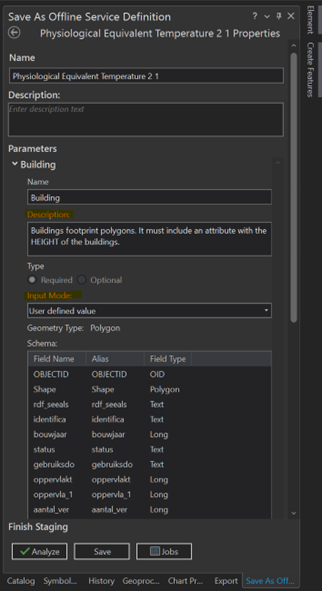 Save As Offline Service Definition
Physiological Equivalent Temperature 2 1 Properties
Name
Physiological Equivalent Temperature 2 1
Description:
Enter description text
Parameters
Building
Name
Building
Description:
Buildings footprint polygons. It must include an attribute with the
HEIGHT of the buildings.
Type
Required Optional
Input Mode:
User defined value
Geometry Type: Polygon
Schema:
Field Name Alias Field Type
OBJECTID OBJECTID OID
Shape Shape Polygon
rdf_seeals rdf_seeals Text
identifica identifica Text
bouwjaar bouwjaar Long
status status Text
gebruiksdo gebruiksdo Text
oppervlakt oppervlakt Long
oppervla_1 oppervla_1 Long
aantal_ver aantal_ver Long
Finish Staging
Analyze Save Jobs
Catalog Symbol... History Geoproc... Chart Pr... Export Save As Off...
Element
Create Features